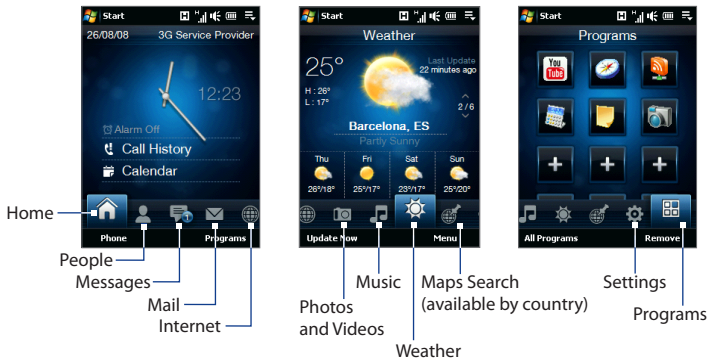 Start
26/08/08 3G Service Provider
12:23
Alarm Off
Call History
Calendar
Phone Programs
Home
People
Messages
Mail
Internet
Start
Weather
25°
Last Update
22 minutes ago
H : 26°
L : 17°
2 / 6
Barcelona, ES
Partly Sunny
Thu Fri Sat Sun
26°/18° 25°/17° 23°/17° 25°/20°
Update Now Menu
Photos
and Videos
Music
Weather
Maps Search
(available by country)
Start
Programs
You
Tube
All Programs Remove
Settings
Programs